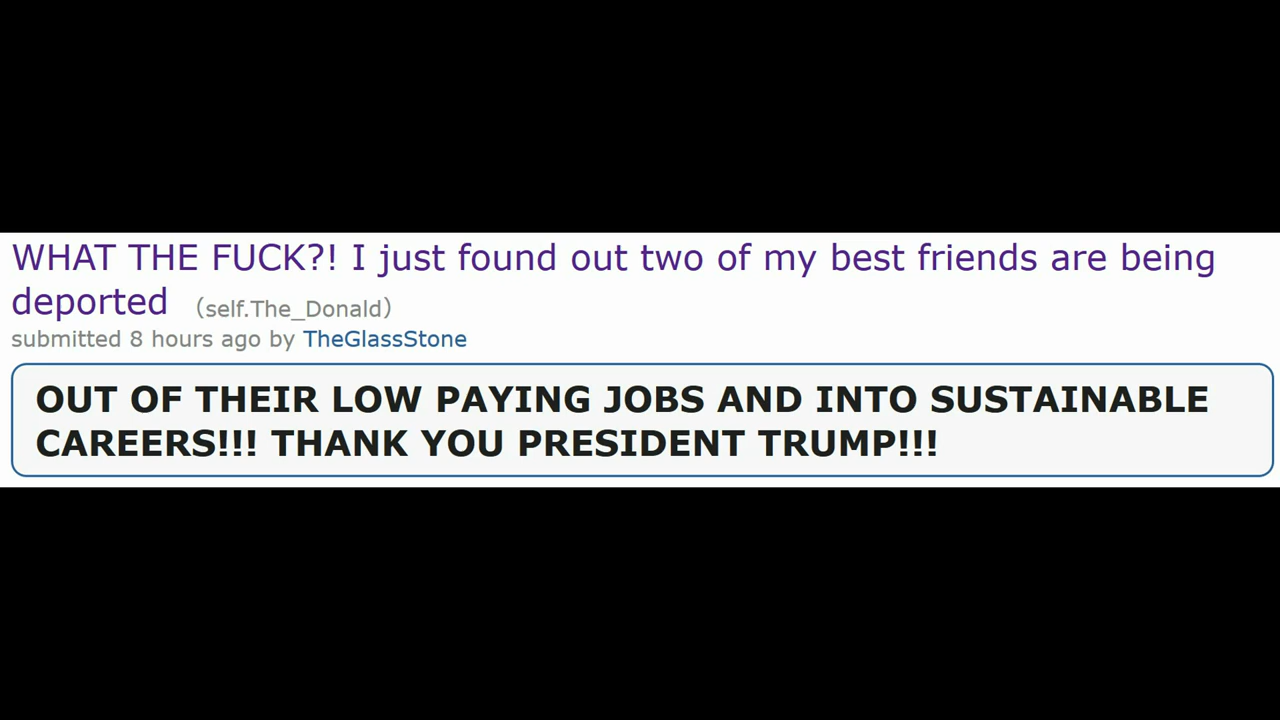 WHAT THE FUCK?! I just found out two of my best friends are being
deported (self.The_Donald)
submitted 8 hours ago by TheGlassStone
OUT OF THEIR LOW PAYING JOBS AND INTO SUSTAINABLE
CAREERS!!! THANK YOU PRESIDENT TRUMP!!!